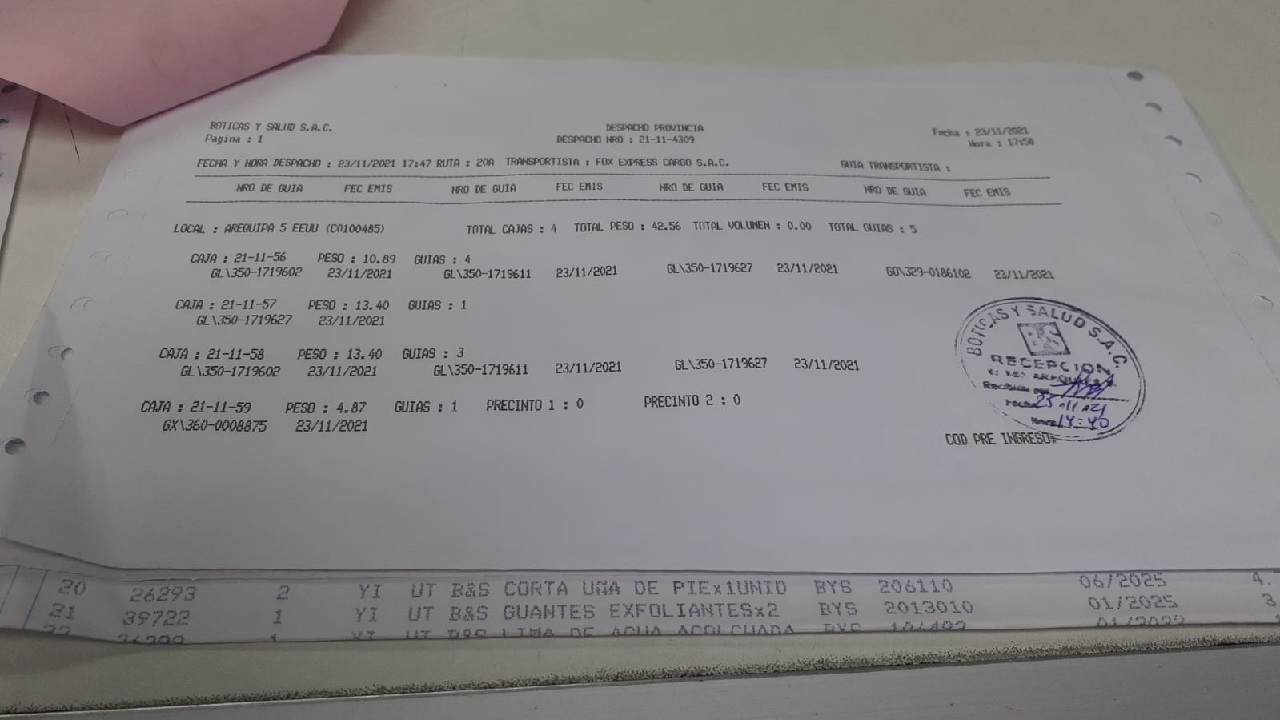 BOTICAS Y SALUD S.A.C. DESPACHO PROVINCIA Fecha : 23/11/2021
Pagina : 1 DESPACHO NRO : 21-11-4309 Hora : 17:50
FECHA Y HORA DESPACHO : 23/11/2021 17:47 RUTA : 20A TRANSPORTISTA : FOX EXPRESS CARGO S.A.C. GUIA TRANSPORTISTA :
NRO DE GUIA FEC EMIS NRO DE GUIA FEC EMIS NRO DE GUIA FEC EMIS NRO DE GUIA FEC EMIS
LOCAL : AREQUIPA 5 EEUU (C0100485) TOTAL CAJAS : 4 TOTAL PESO : 42.56 TOTAL VOLUMEN : 0.00 TOTAL GUIAS : 5
CAJA : 21-11-56 PESO : 10.89 GUIAS : 4
GL\350-1719602 23/11/2021 GL\350-1719611 23/11/2021 GL\350-1719627 23/11/2021 GO\329-0186102 23/11/2021
CAJA : 21-11-57 PESO : 13.40 GUIAS : 1
GL\350-1719627 23/11/2021
CAJA : 21-11-58 PESO : 13.40 GUIAS : 3
GL\350-1719602 23/11/2021 GL\350-1719611 23/11/2021 GL\350-1719627 23/11/2021
CAJA : 21-11-59 PESO : 4.87 GUIAS : 1 PRECINTO 1 : 0 PRECINTO 2 : 0
GX\360-0008875 23/11/2021
BOTICAS Y SALUD S.A.C.
RECEPCION
COD PRE INGRESO:
20 26293 2 YI UT B&S CORTA UÑA DE PIEx1UNID BYS 206110 06/2025 4.
21 39722 1 YI UT B&S GUANTES EXFOLIANTESx2 BYS 2013010 01/2025 3
UT B&S LIMA DE AGUA ACOLCHADA